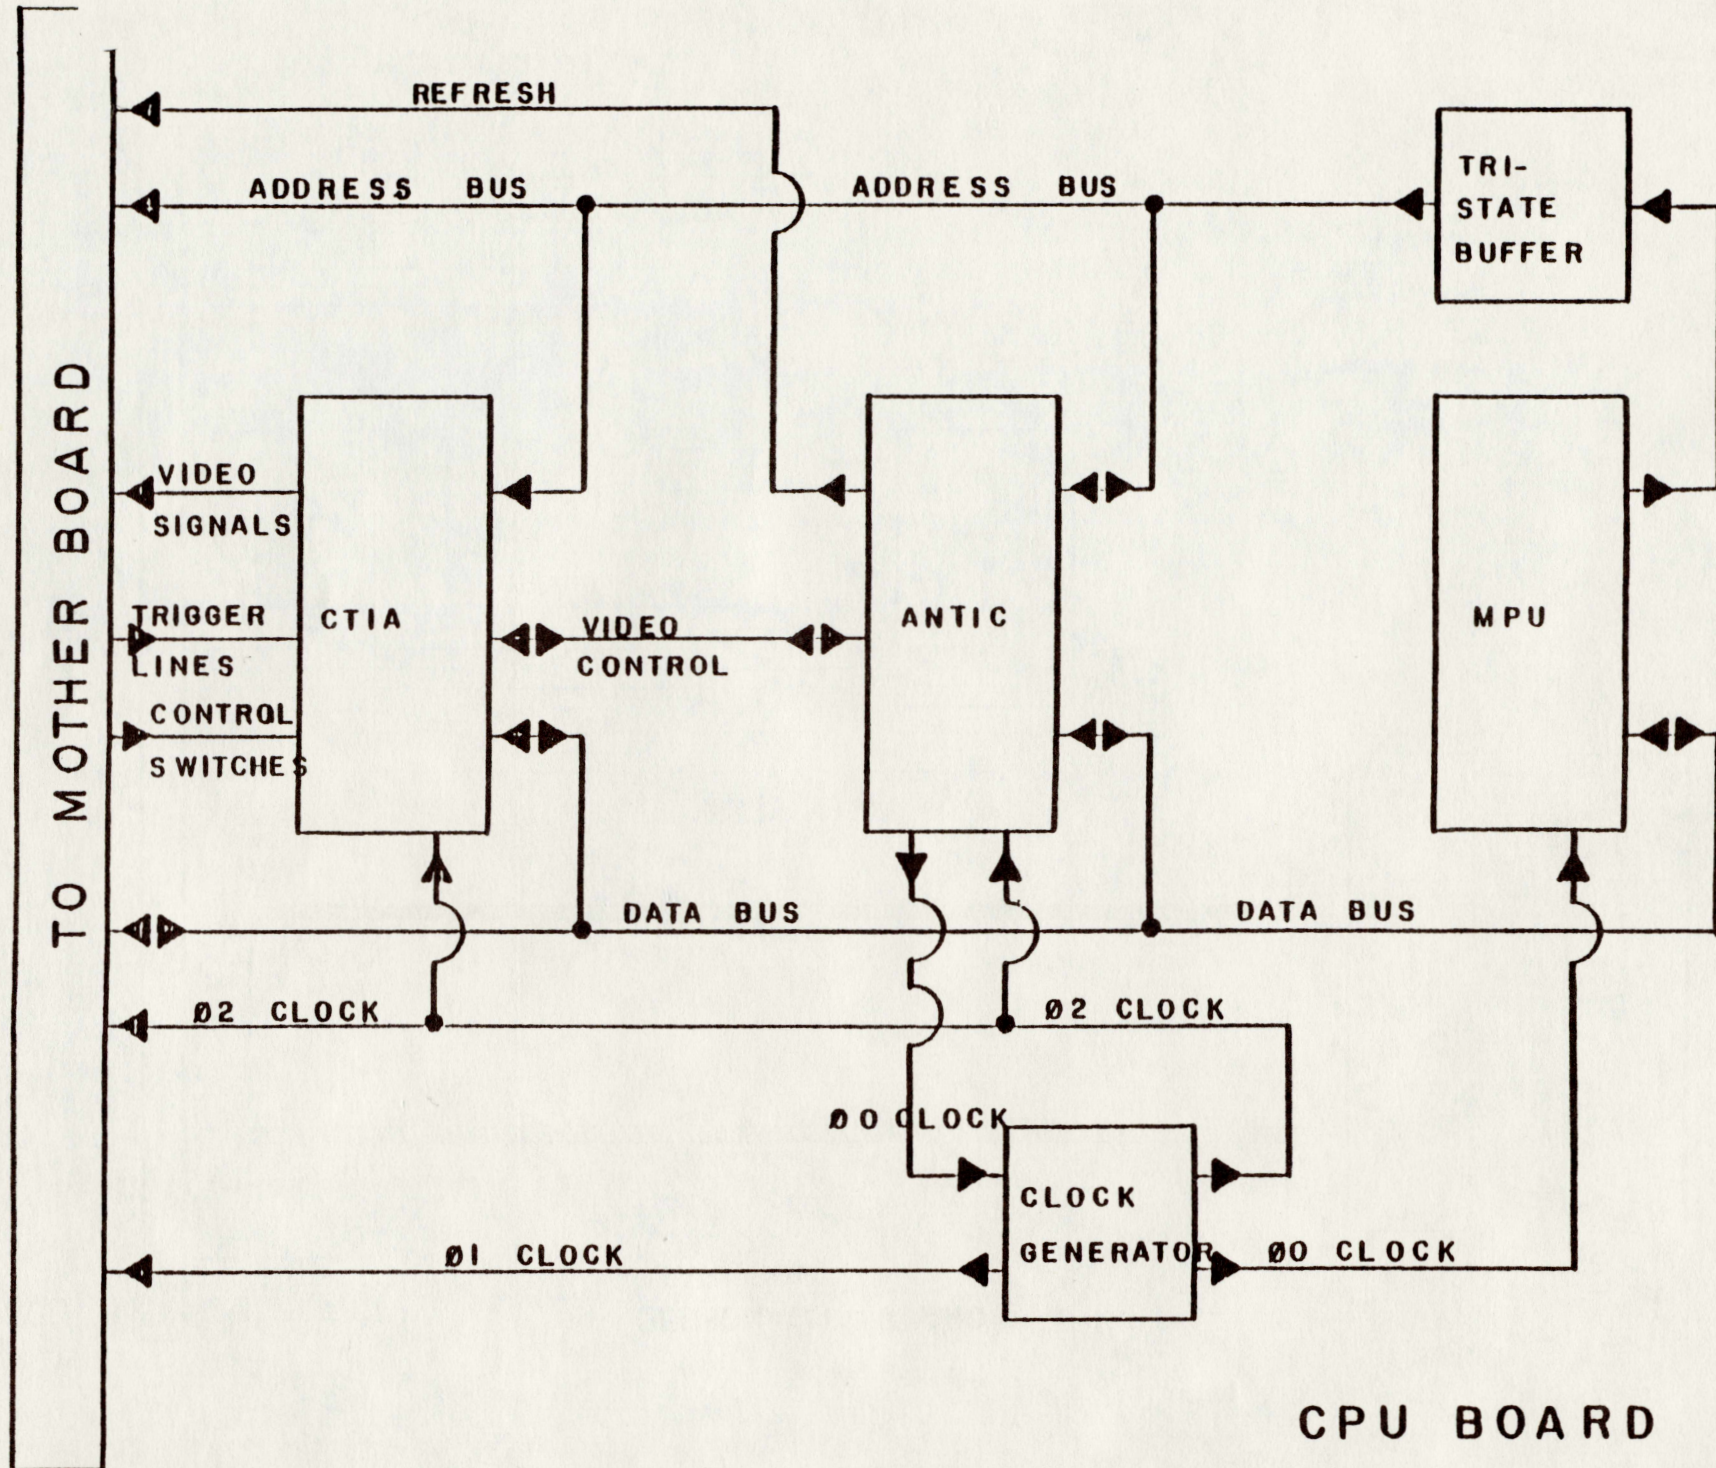 REFRESH
ADDRESS BUS
ADDRESS BUS
TRI-
STATE
BUFFER
TO MOTHER BOARD
VIDEO
SIGNALS
TRIGGER
LINES
CONTROL
SWITCHES
CTIA
VIDEO
CONTROL
ANTIC
MPU
DATA BUS
DATA BUS
Ø2 CLOCK
Ø2 CLOCK
Ø0 CLOCK
CLOCK
GENERATOR
Ø1 CLOCK
Ø0 CLOCK
CPU BOARD